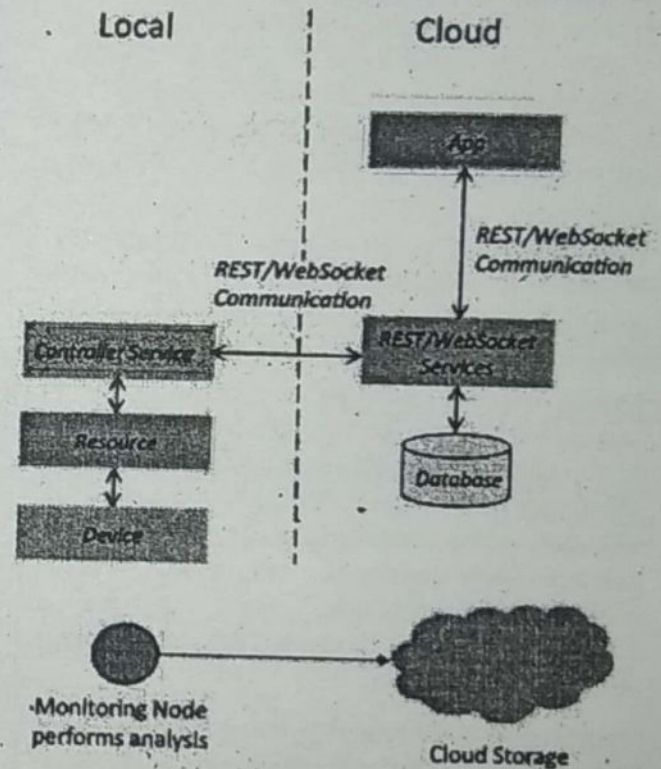 Local
Cloud
App
REST/WebSocket
Communication
REST/WebSocket
Communication
Controller Service
REST/WebSocket
Services
Resource
Database
Device
Monitoring Node
performs analysis
Cloud Storage